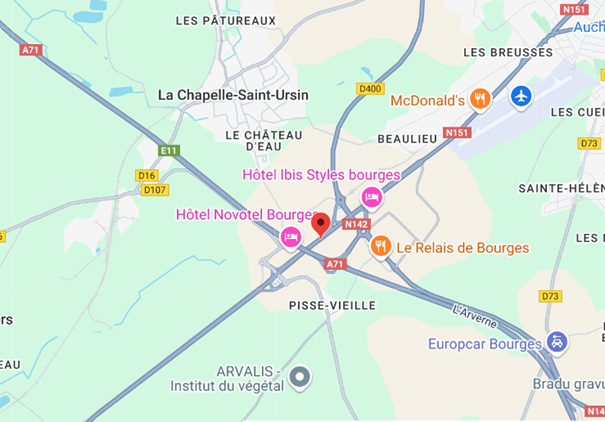 N151
LES PÂTUREAUX
Auch
A71
LES BREUSSES
La Chapelle-Saint-Ursin
D400
McDonald's
LE CHÂTEAU
D'EAU
BEAULIEU
N151
LES CUEI
E11
D73
D16
D107
Hôtel Ibis Styles bourges
SAINTE-HÉLÈN
Hôtel Novotel Bourges
N142
Le Relais de Bourges
A71
D73
PISSE-VIEILLE
L'Arverne
ers
Europcar Bourges
EAU
ARVALIS -
Institut du végétal
Bradu gravu
N14